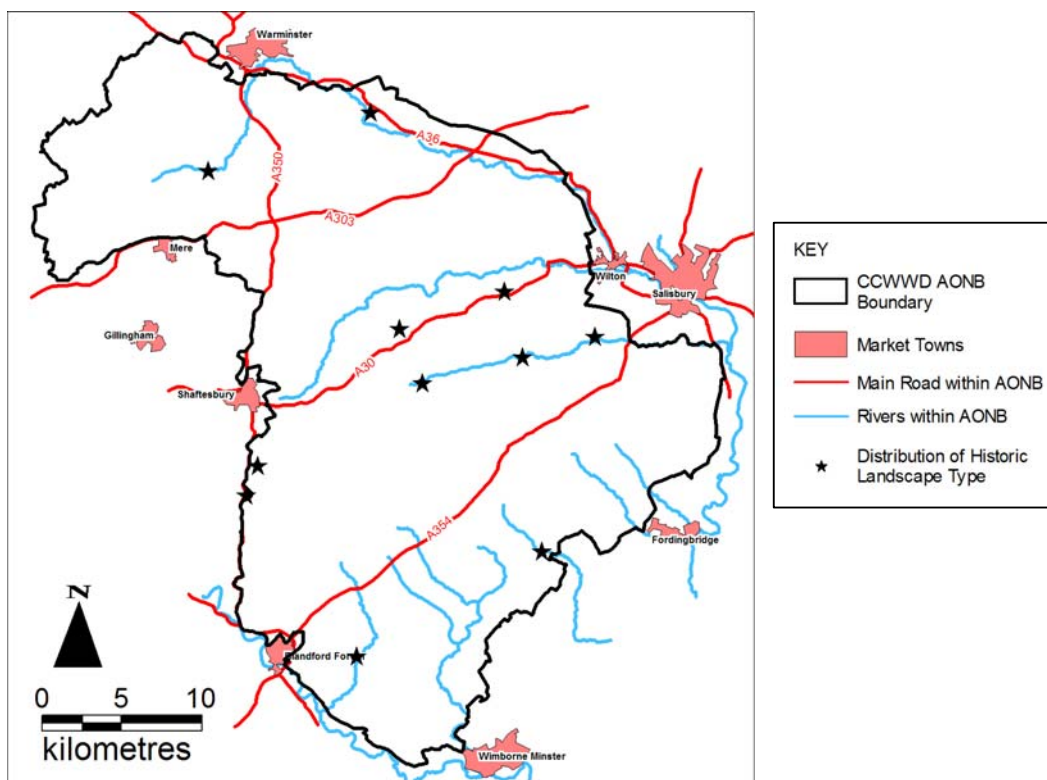 Warminster
A36
A350
A303
Mere
Wilton
Salisbury
Gillingham
A30
Shaftesbury
A354
Fordingbridge
N
Blandford Forum
0 5 10
kilometres
Wimborne Minster
KEY
CCWWD AONB
Boundary
Market Towns
Main Road within AONB
Rivers within AONB
Distribution of Historic
Landscape Type